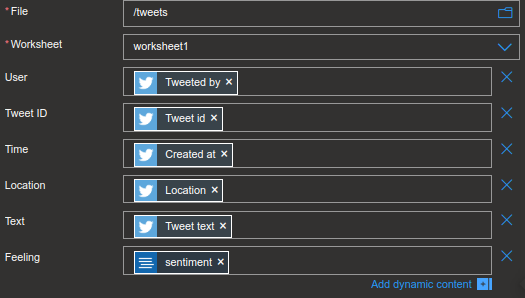 * File /tweets
* Worksheet worksheet1
User Tweeted by ×
Tweet ID Tweet id ×
Time Created at ×
Location Location ×
Text Tweet text ×
Feeling sentiment ×
Add dynamic content +